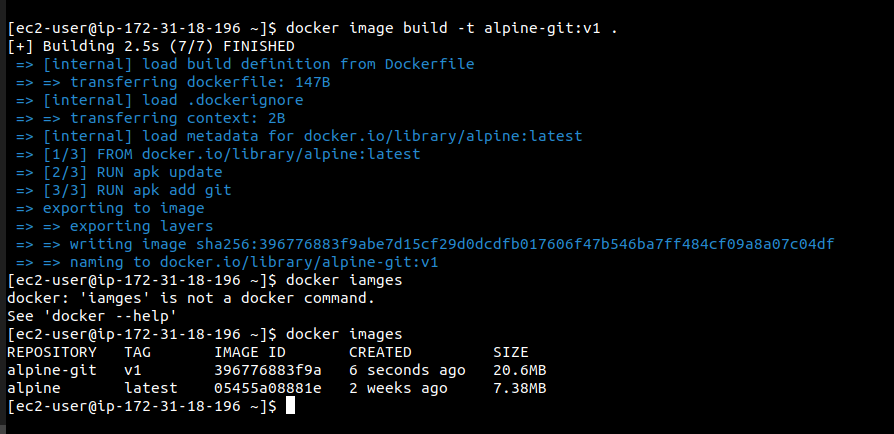 [ec2-user@ip-172-31-18-196 ~]$ docker image build -t alpine-git:v1 .
[+] Building 2.5s (7/7) FINISHED
=> [internal] load build definition from Dockerfile
=> => transferring dockerfile: 147B
=> [internal] load .dockerignore
=> => transferring context: 2B
=> [internal] load metadata for docker.io/library/alpine:latest
=> [1/3] FROM docker.io/library/alpine:latest
=> [2/3] RUN apk update
=> [3/3] RUN apk add git
=> exporting to image
=> => exporting layers
=> => writing image sha256:396776883f9abe7d15cf29d0dcdfb017606f47b546ba7ff484cf09a8a07c04df
=> => naming to docker.io/library/alpine-git:v1
[ec2-user@ip-172-31-18-196 ~]$ docker iamges
docker: 'iamges' is not a docker command.
See 'docker --help'
[ec2-user@ip-172-31-18-196 ~]$ docker images
REPOSITORY   TAG       IMAGE ID       CREATED         SIZE
alpine-git   v1        396776883f9a   6 seconds ago   20.6MB
alpine       latest    05455a08881e   2 weeks ago     7.38MB
[ec2-user@ip-172-31-18-196 ~]$